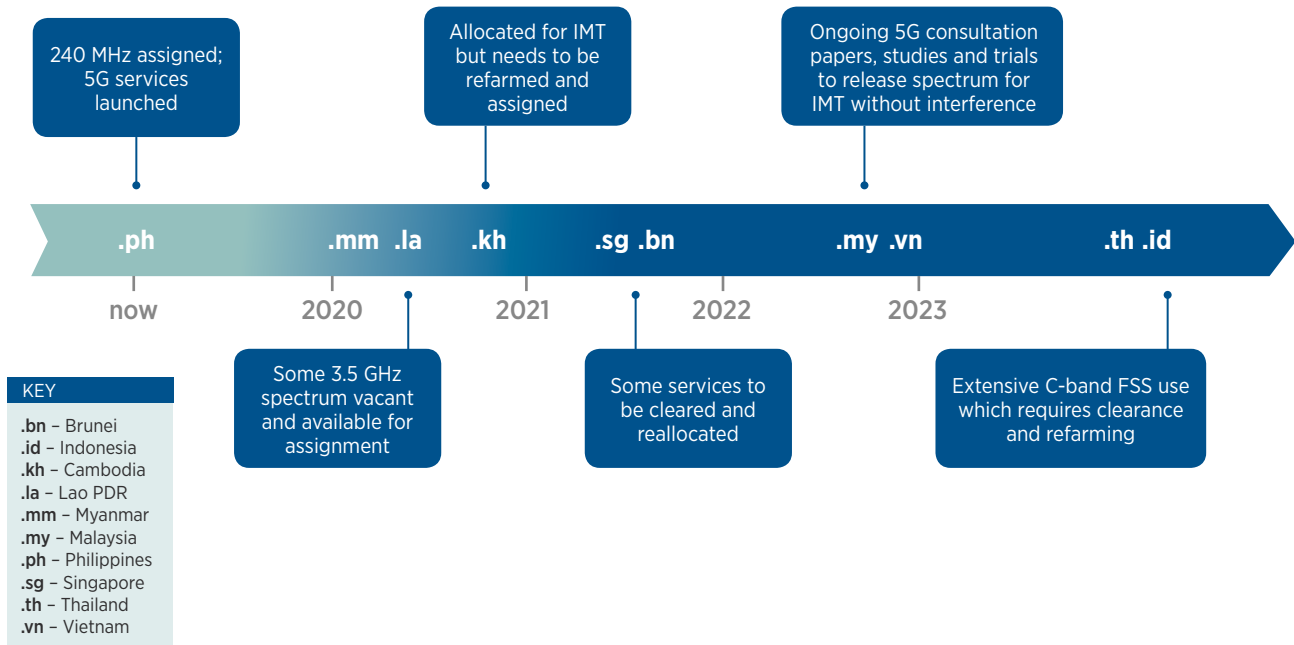 240 MHz assigned;
5G services
launched
Allocated for IMT
but needs to be
refarmed and
assigned
Ongoing 5G consultation
papers, studies and trials
to release spectrum for
IMT without interference
.ph
.mm .la
.kh
.sg .bn
.my .vn
.th .id
now
2020
2021
2022
2023
Some 3.5 GHz
spectrum vacant
and available for
assignment
Some services to
be cleared and
reallocated
Extensive C-band FSS use
which requires clearance
and refarming
KEY
.bn – Brunei
.id – Indonesia
.kh – Cambodia
.la – Lao PDR
.mm – Myanmar
.my – Malaysia
.ph – Philippines
.sg – Singapore
.th – Thailand
.vn – Vietnam